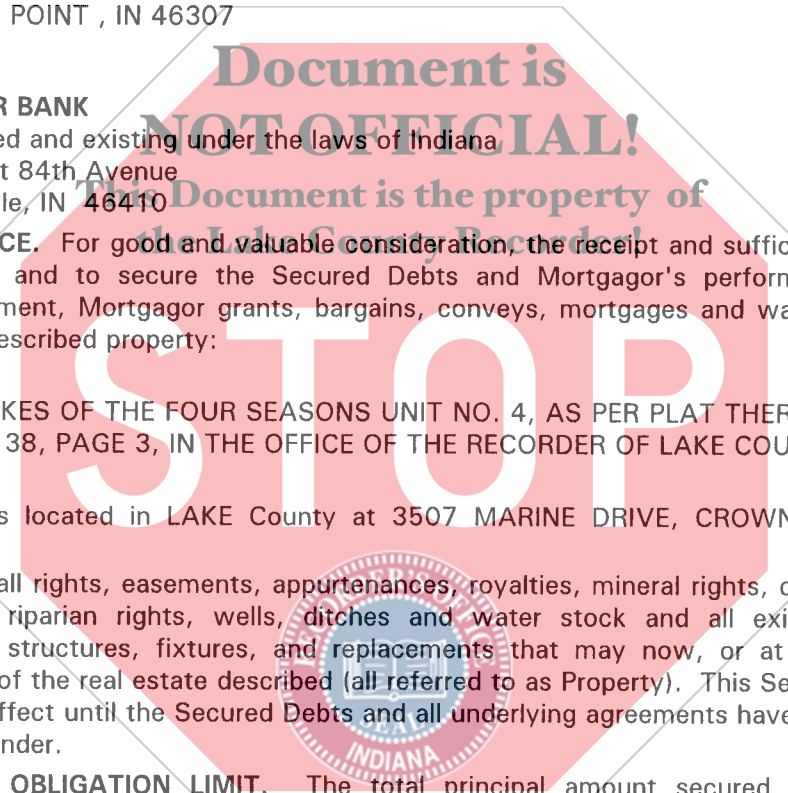 POINT , IN 46307
Document is
R BANK
NOT OFFICIAL!
ed and existing under the laws of Indiana
t 84th Avenue
This Document is the property of
le, IN 46410
the Lake County Recorder!
CE. For good and valuable consideration, the receipt and suffic
and to secure the Secured Debts and Mortgagor's perforn
ment, Mortgagor grants, bargains, conveys, mortgages and wa
escribed property:
STOP
KES OF THE FOUR SEASONS UNIT NO. 4, AS PER PLAT THER
38, PAGE 3, IN THE OFFICE OF THE RECORDER OF LAKE COU
s located in LAKE County at 3507 MARINE DRIVE, CROWN
all rights, easements, appurtenances, royalties, mineral rights, o
riparian rights, wells, ditches and water stock and all exi
structures, fixtures, and replacements that may now, or at
of the real estate described (all referred to as Property). This Se
ffect until the Secured Debts and all underlying agreements have
nder.
SEAL
INDIANA
OBLIGATION LIMIT. The total principal amount secured